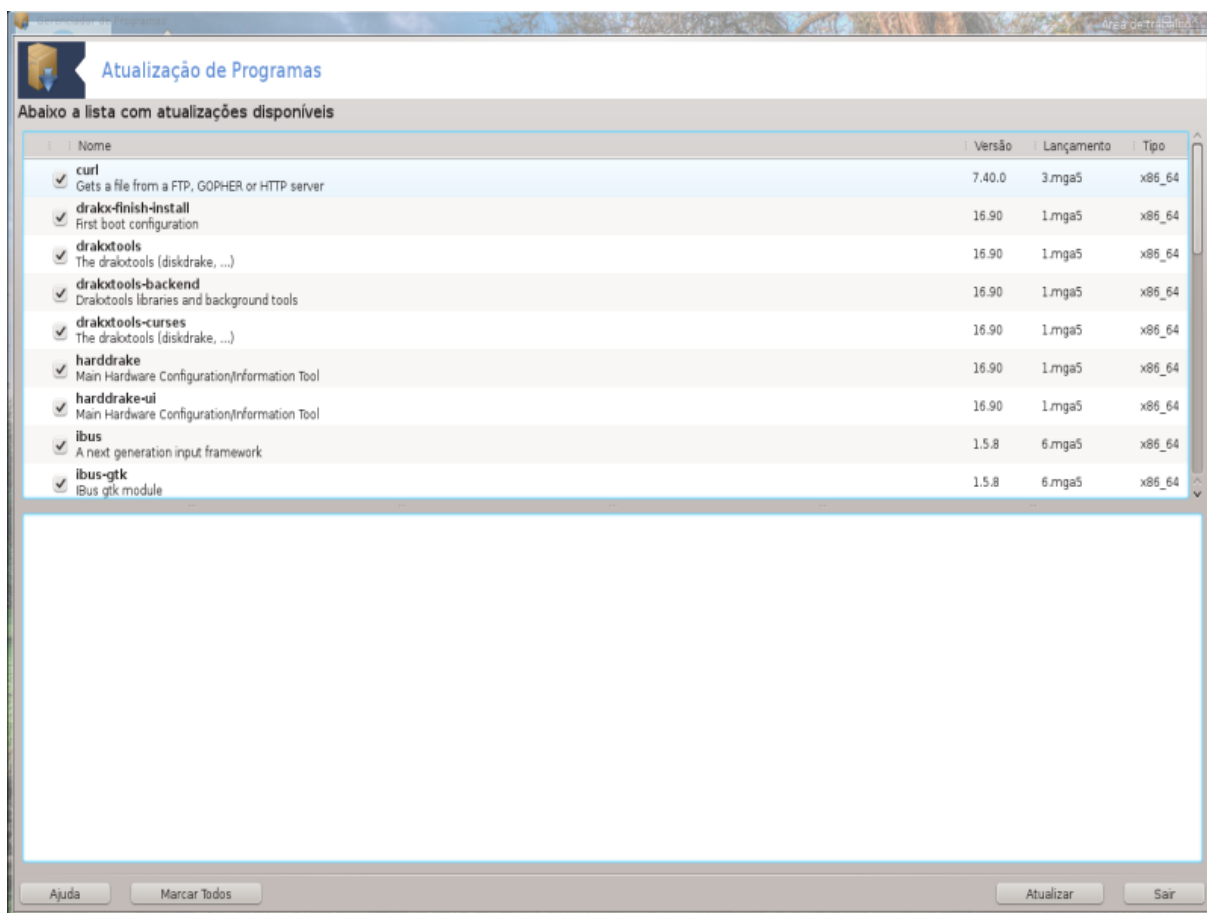 Gerenciador de Programas
Área de trabalho
Atualização de Programas
Abaixo a lista com atualizações disponíveis
Nome Versão Lançamento Tipo
curl
Gets a file from a FTP, GOPHER or HTTP server
7.40.0 3.mga5 x86_64
drakx-finish-install
First boot configuration
16.90 1.mga5 x86_64
drakxtools
The drakxtools (diskdrake, ...)
16.90 1.mga5 x86_64
drakxtools-backend
Drakxtools libraries and background tools
16.90 1.mga5 x86_64
drakxtools-curses
The drakxtools (diskdrake, ...)
16.90 1.mga5 x86_64
harddrake
Main Hardware Configuration/Information Tool
16.90 1.mga5 x86_64
harddrake-ui
Main Hardware Configuration/Information Tool
16.90 1.mga5 x86_64
ibus
A next generation input framework
1.5.8 6.mga5 x86_64
ibus-gtk
IBus gtk module
1.5.8 6.mga5 x86_64
Ajuda Marcar Todos Atualizar Sair